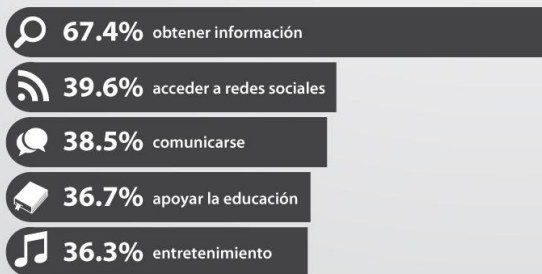 67.4% obtener información
39.6% acceder a redes sociales
38.5% comunicarse
36.7% apoyar la educación
36.3% entretenimiento